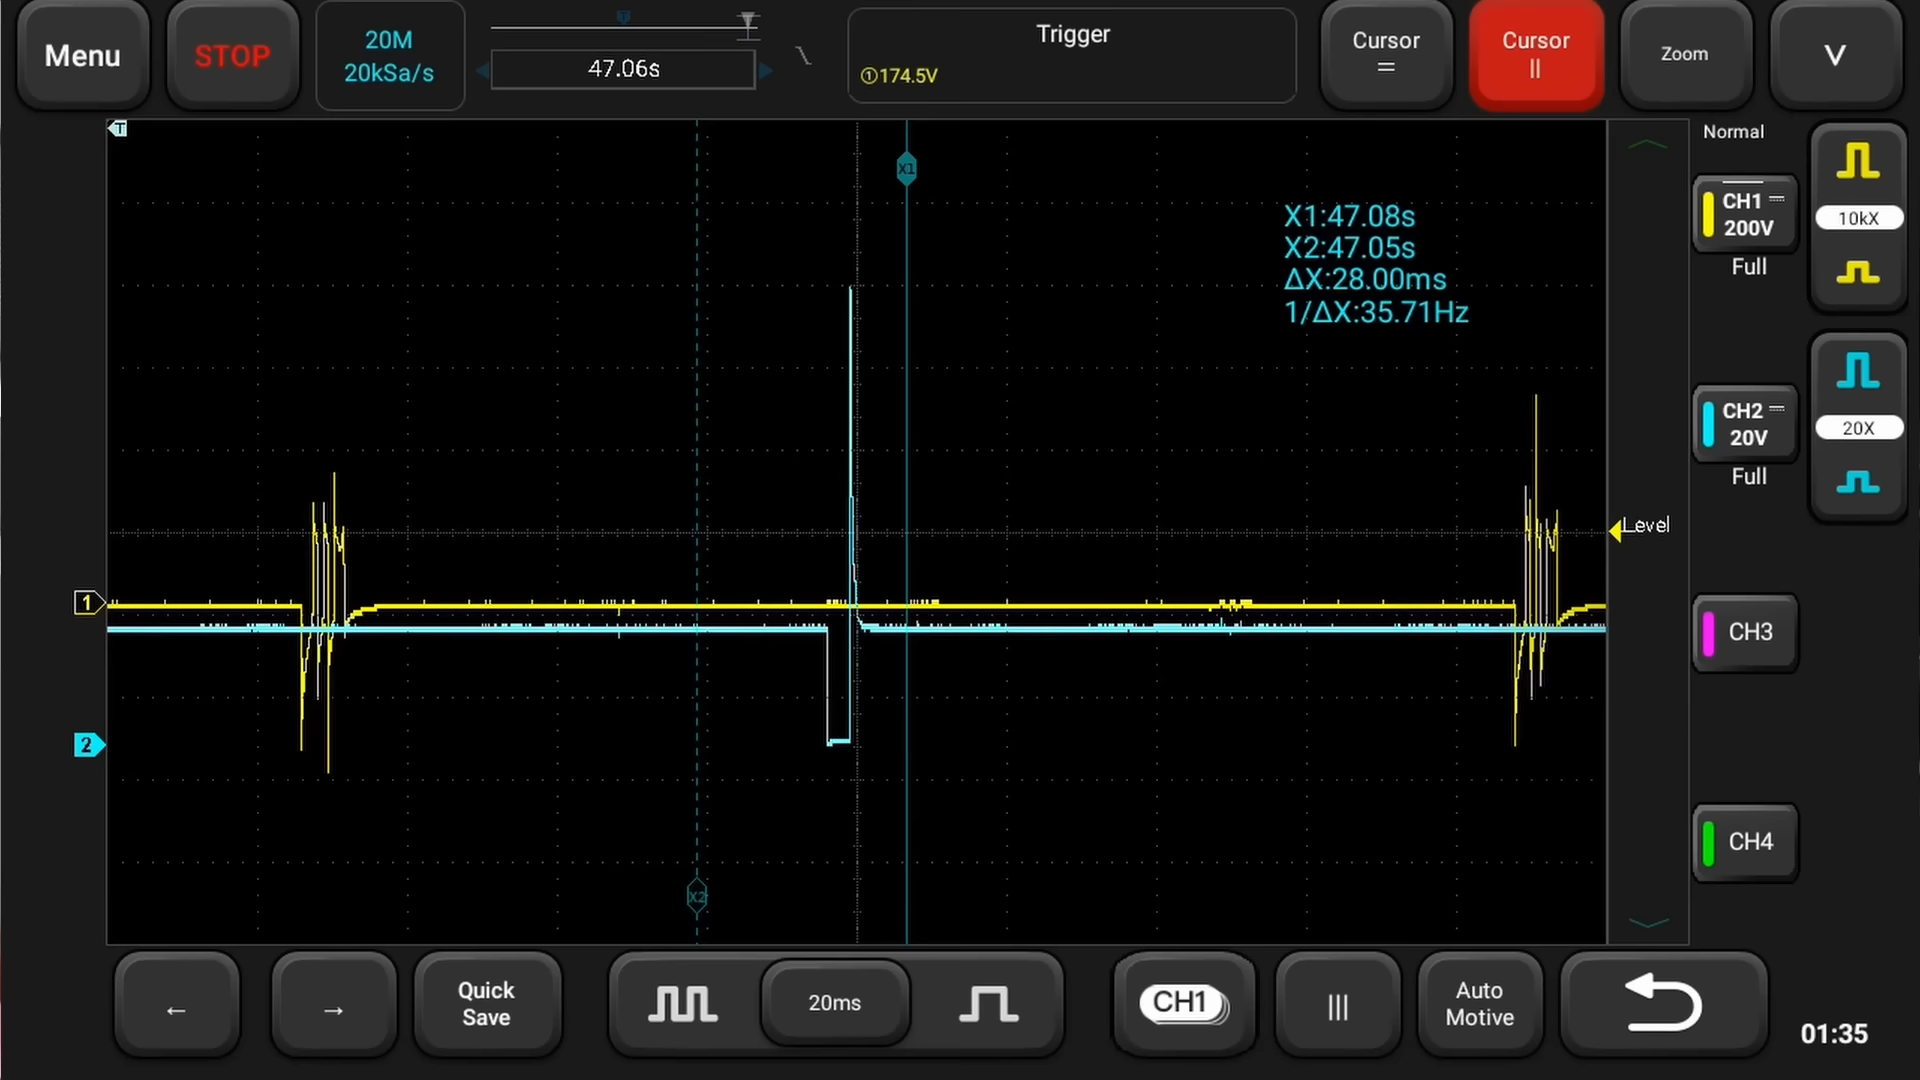 Menu
STOP
20M
20kSa/s
T
47.06s
Trigger
①174.5V
Cursor
=
Cursor
||
Zoom
V
T
X1
X1:47.08s
X2:47.05s
ΔX:28.00ms
1/ΔX:35.71Hz
Normal
CH1
200V
Full
10kX
CH2
20V
Full
20X
Level
1
2
CH3
CH4
X2
←
→
Quick
Save
20ms
CH1
|||
Auto
Motive
01:35